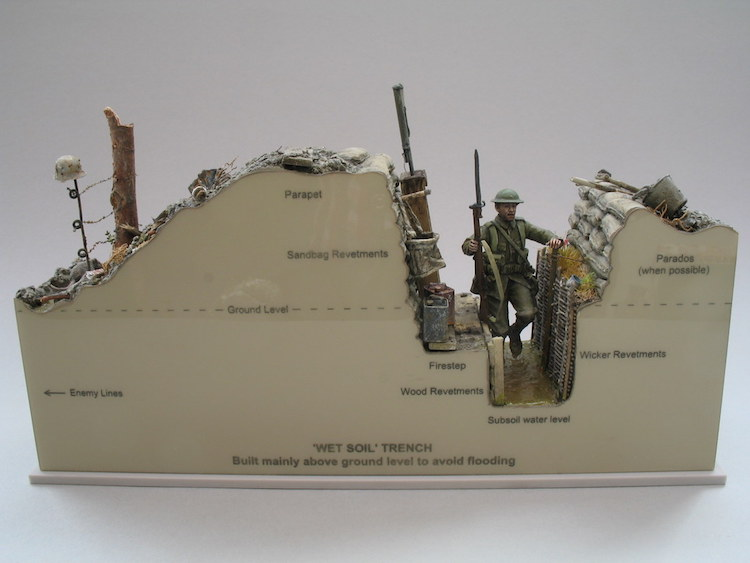 Parapet
Sandbag Revetments
Parados
(when possible)
Ground Level
Wicker Revetments
Firestep
← Enemy Lines
Wood Revetments
Subsoil water level
'WET SOIL' TRENCH
Built mainly above ground level to avoid flooding